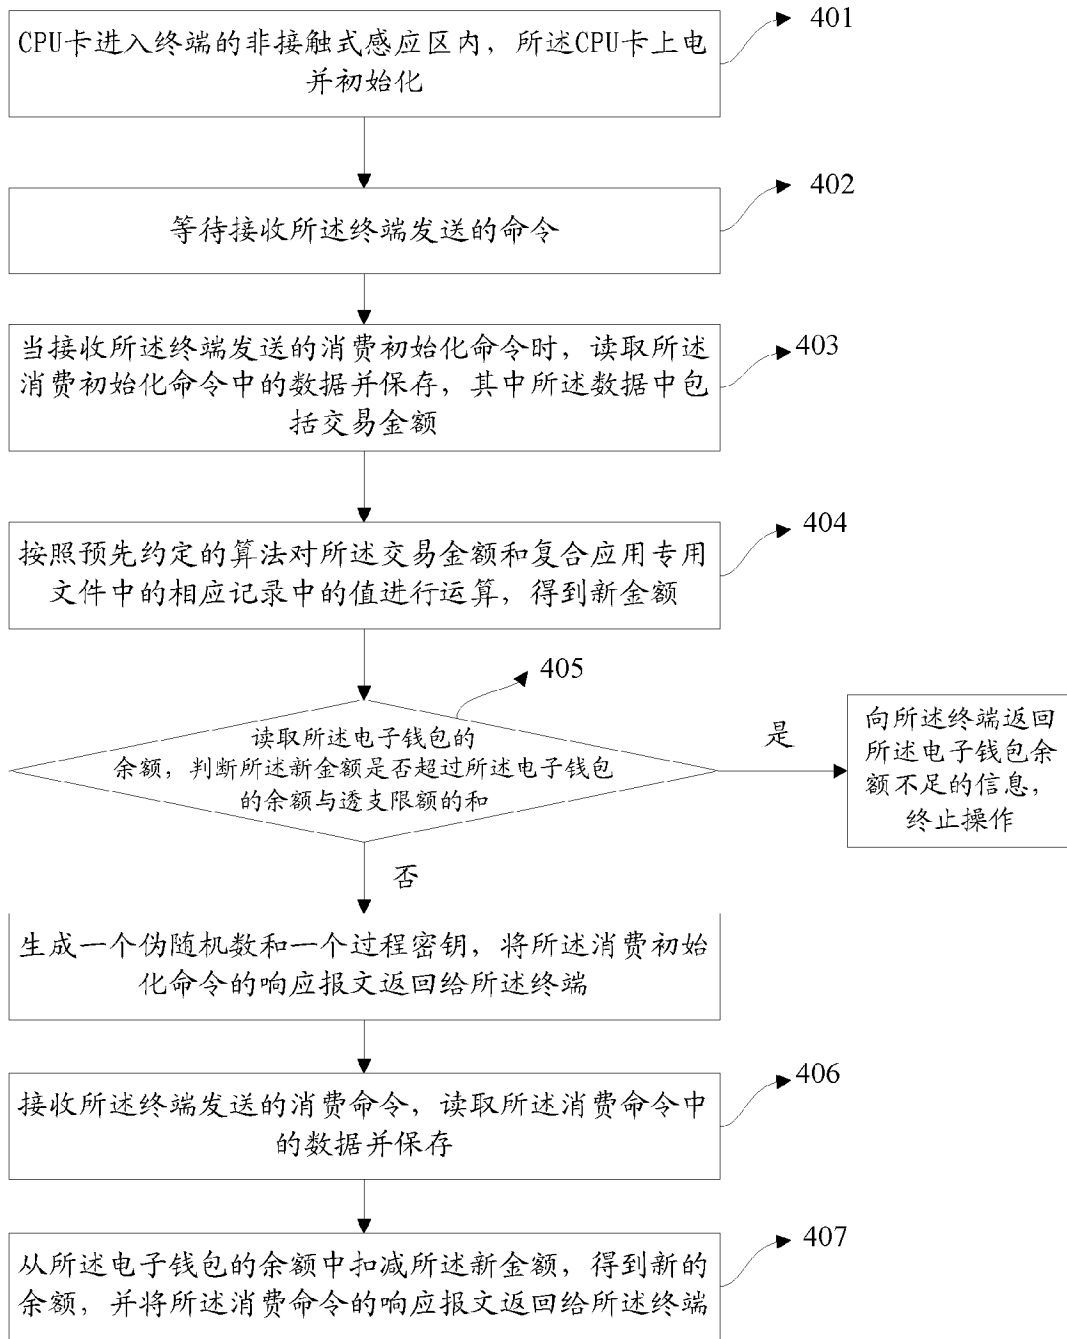 CPU卡进入终端的非接触式感应区内，所述CPU卡上电
并初始化
401
等待接收所述终端发送的命令
402
当接收所述终端发送的消费初始化命令时，读取所述
消费初始化命令中的数据并保存，其中所述数据中包
括交易金额
403
按照预先约定的算法对所述交易金额和复合应用专用
文件中的相应记录中的值进行运算，得到新金额
404
405
读取所述电子钱包的
余额，判断所述新金额是否超过所述电子钱包
的余额与透支限额的和
是
向所述终端返回
所述电子钱包余
额不足的信息，
终止操作
否
生成一个伪随机数和一个过程密钥，将所述消费初始
化命令的响应报文返回给所述终端
接收所述终端发送的消费命令，读取所述消费命令中
的数据并保存
406
从所述电子钱包的余额中扣减所述新金额，得到新的
余额，并将所述消费命令的响应报文返回给所述终端
407